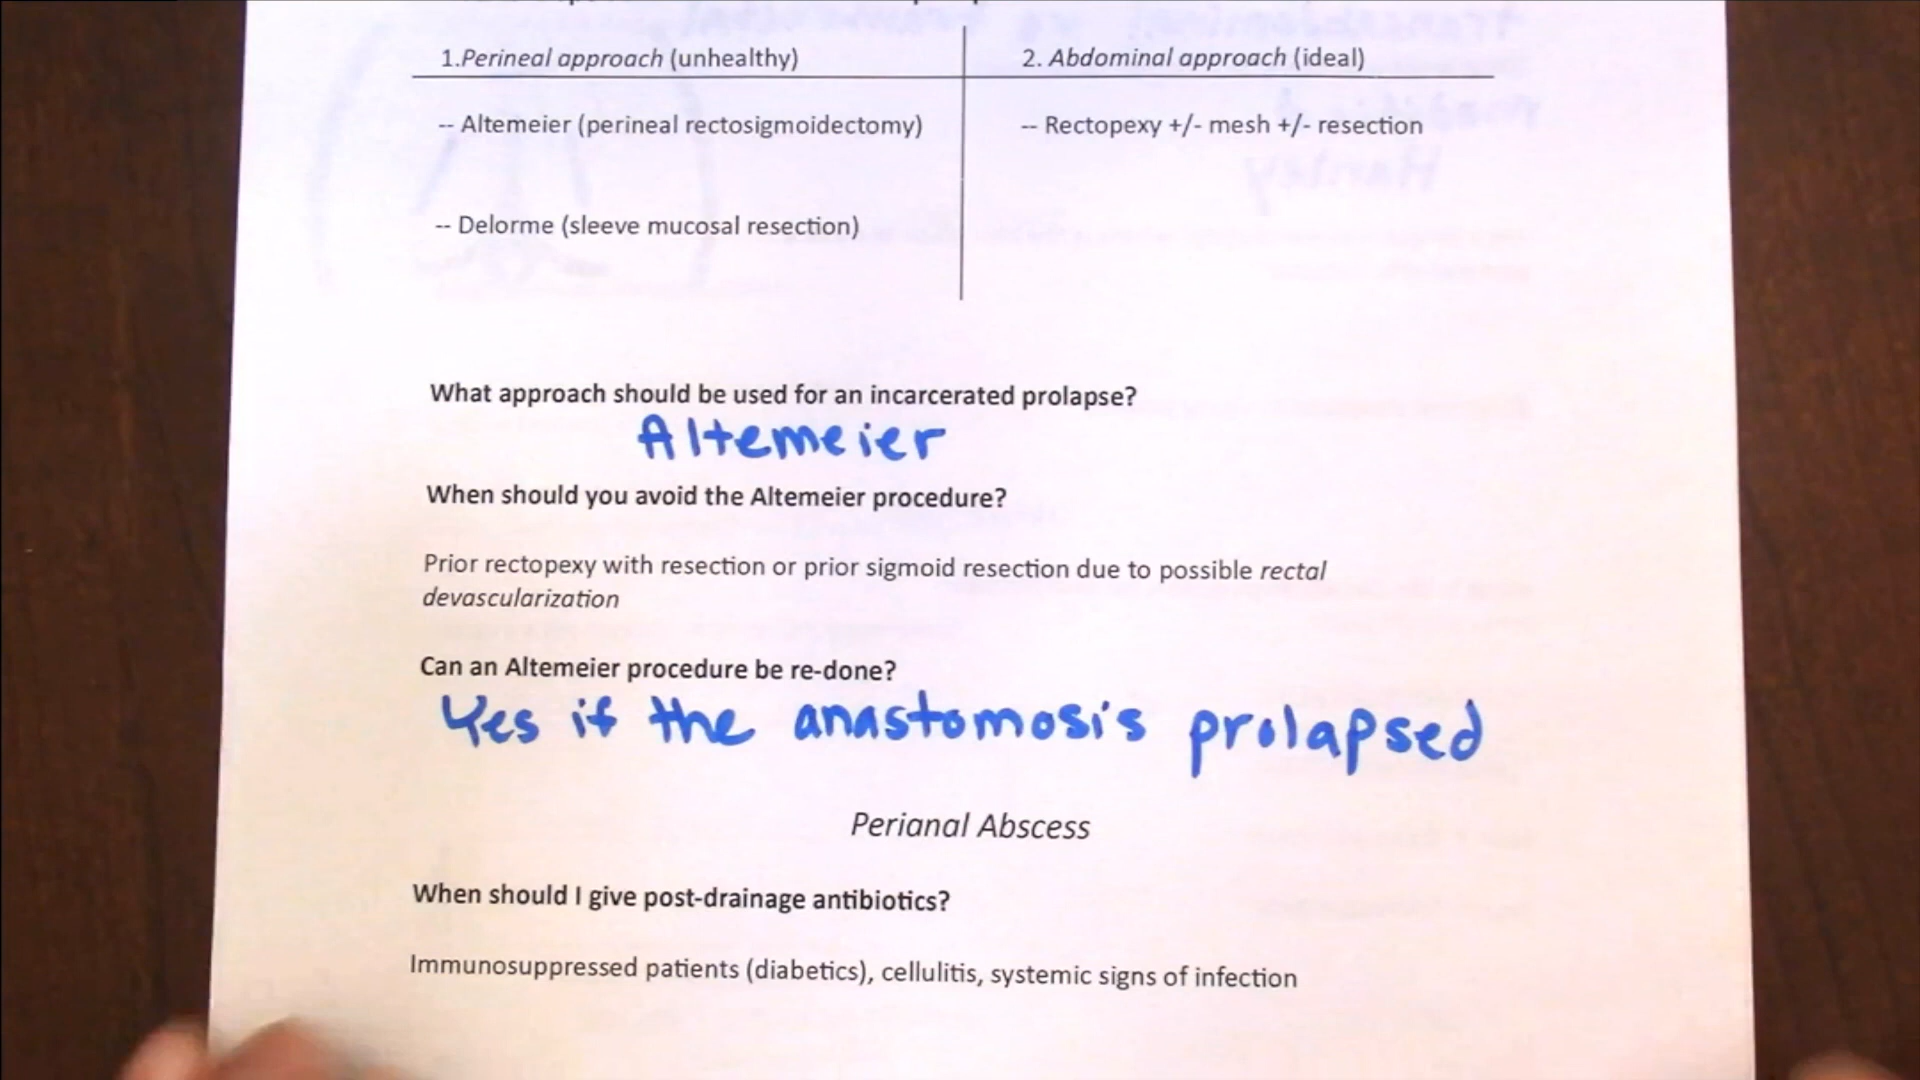 1.Perineal approach (unhealthy)
2. Abdominal approach (ideal)
-- Altemeier (perineal rectosigmoidectomy)
-- Rectopexy +/- mesh +/- resection
-- Delorme (sleeve mucosal resection)
What approach should be used for an incarcerated prolapse?
Altemeier
When should you avoid the Altemeier procedure?
Prior rectopexy with resection or prior sigmoid resection due to possible rectal
devascularization
Can an Altemeier procedure be re-done?
Yes if the anastomosis prolapsed
Perianal Abscess
When should I give post-drainage antibiotics?
Immunosuppressed patients (diabetics), cellulitis, systemic signs of infection